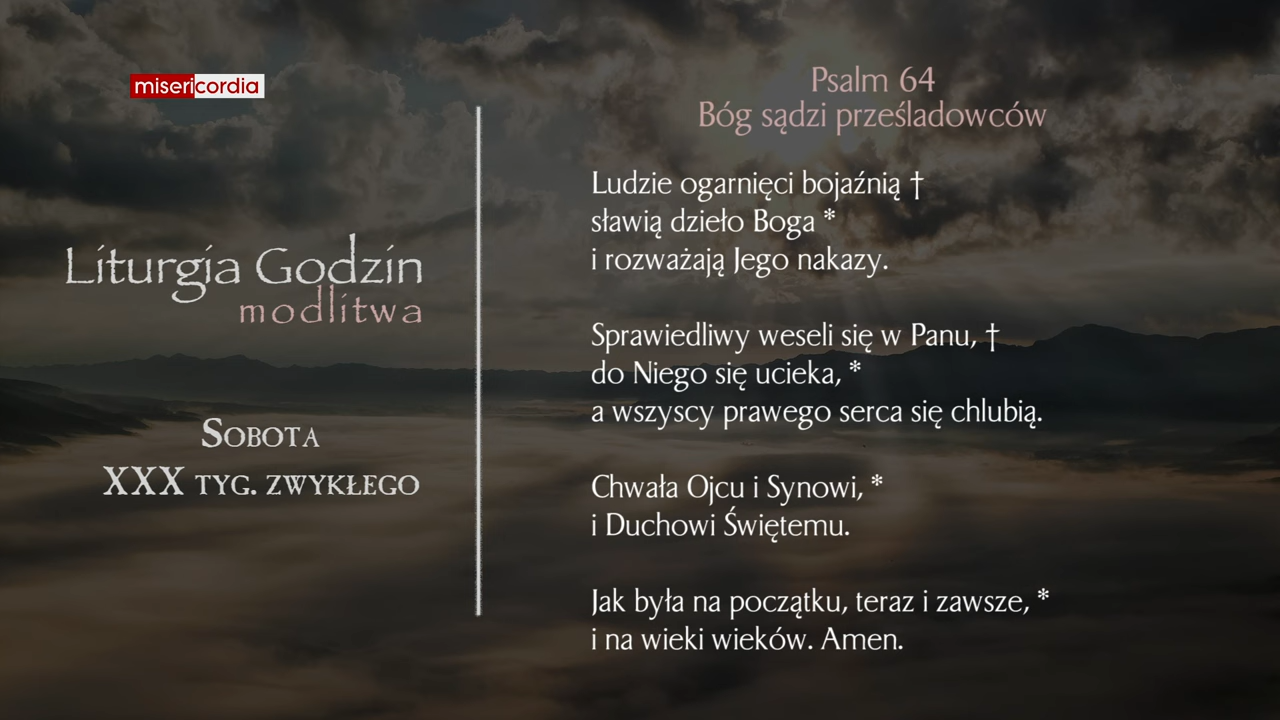 misericordia
Liturgia Godzin
modlitwa
Sobota
XXX tyg. zwykłego
Psalm 64
Bóg sądzi prześladowców
Ludzie ogarnięci bojaźnią †
sławią dzieło Boga *
i rozważają Jego nakazy.
Sprawiedliwy weseli się w Panu, †
do Niego się ucieka, *
a wszyscy prawego serca się chlubią.
Chwała Ojcu i Synowi, *
i Duchowi Świętemu.
Jak była na początku, teraz i zawsze, *
i na wieki wieków. Amen.